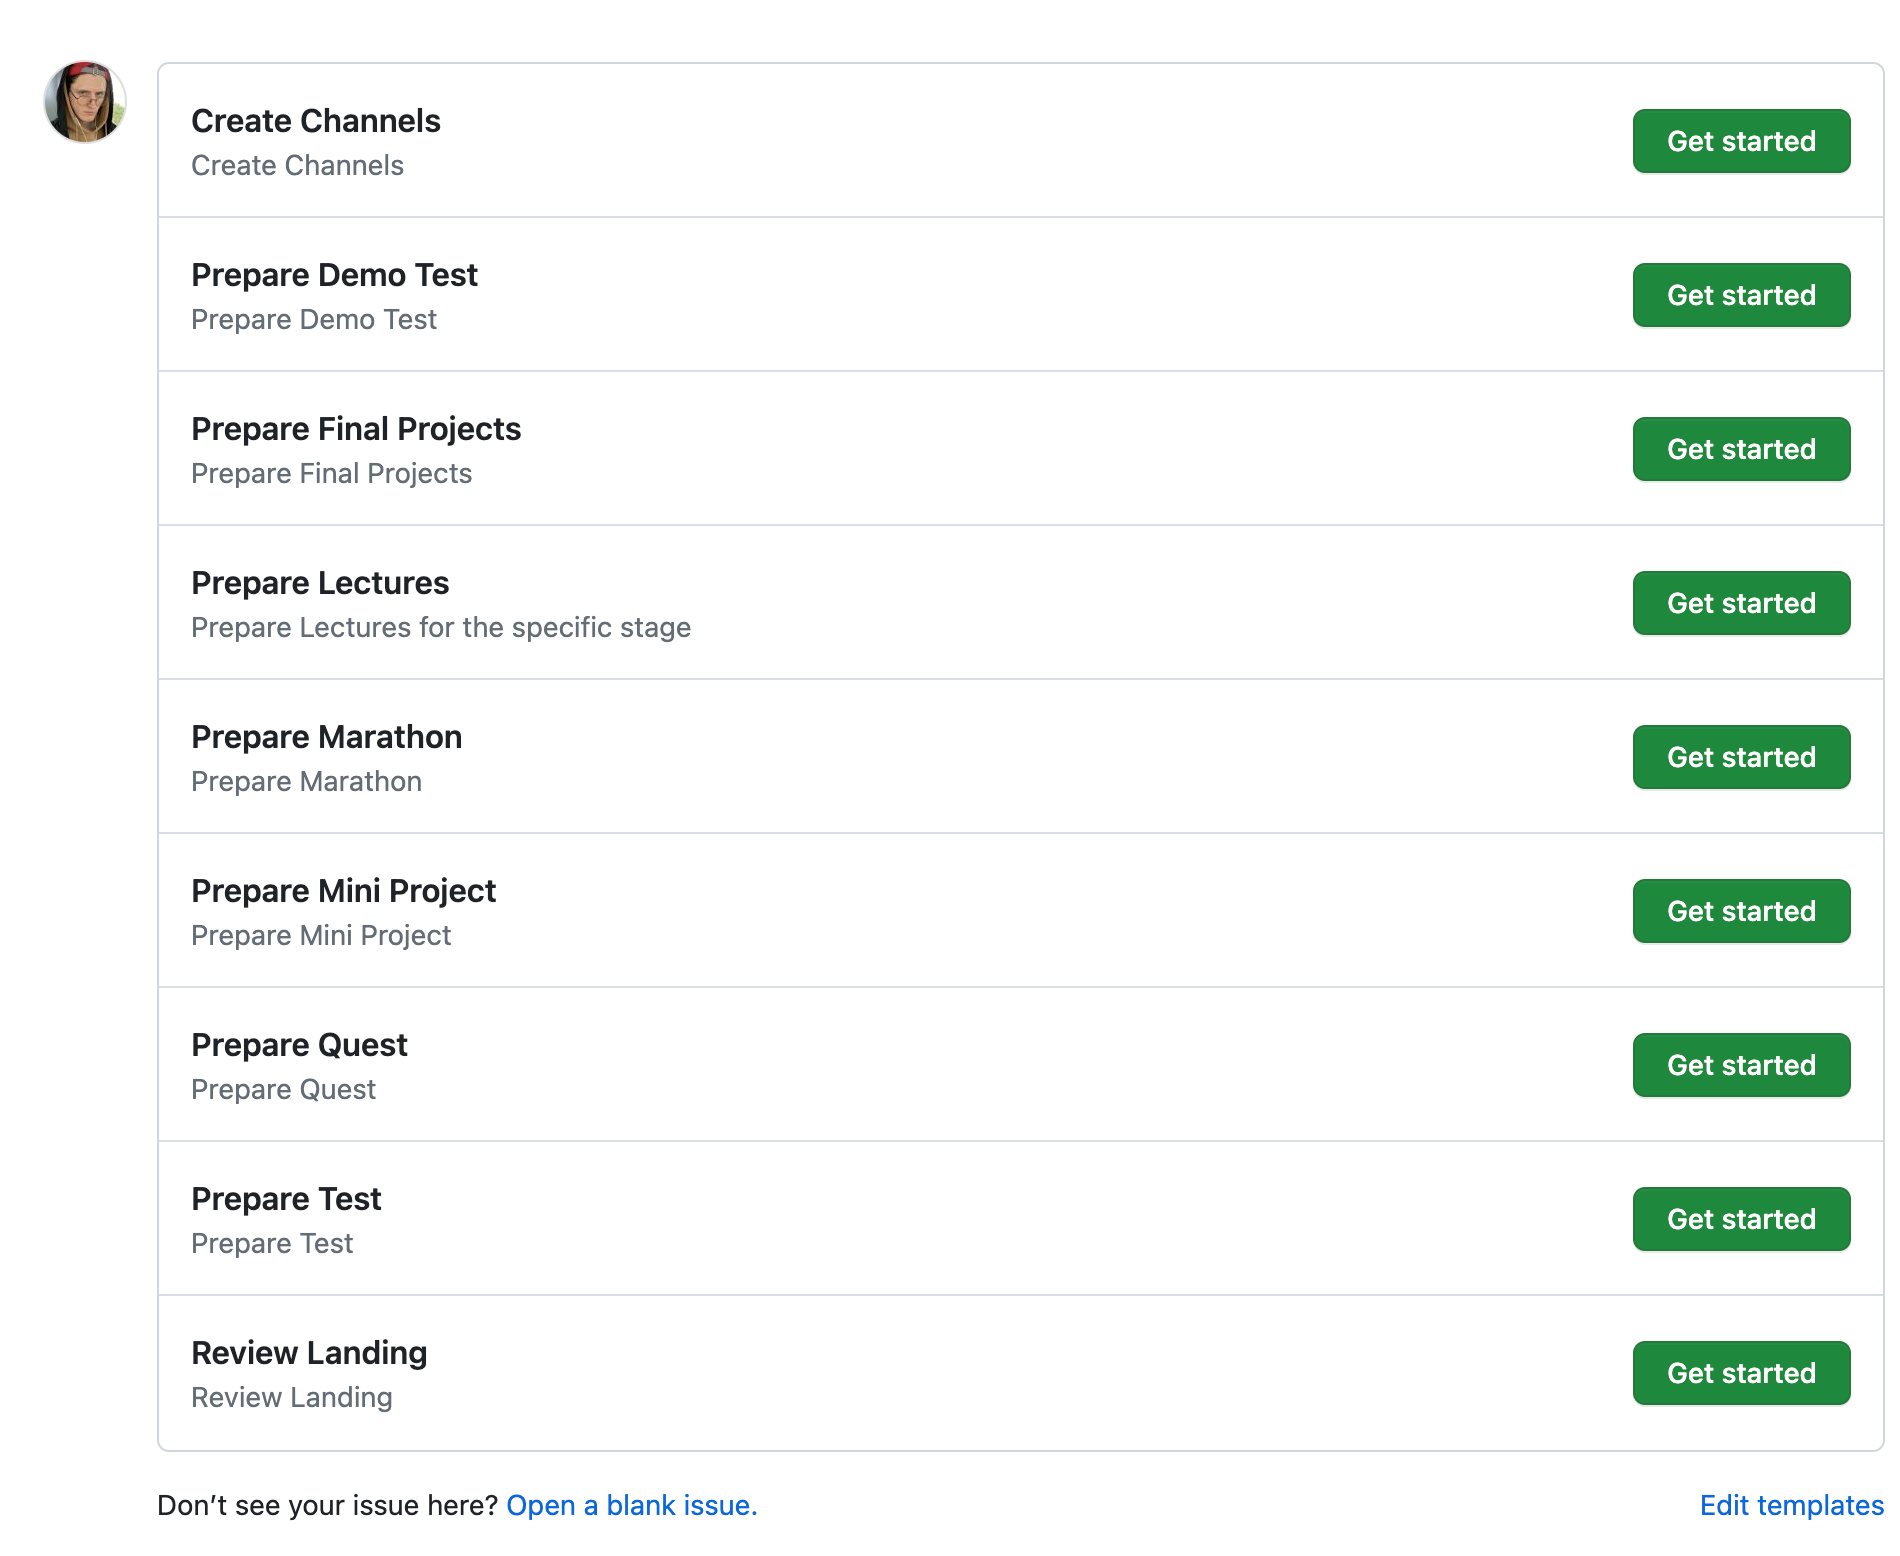 Create Channels
Create Channels
Get started
Prepare Demo Test
Prepare Demo Test
Get started
Prepare Final Projects
Prepare Final Projects
Get started
Prepare Lectures
Prepare Lectures for the specific stage
Get started
Prepare Marathon
Prepare Marathon
Get started
Prepare Mini Project
Prepare Mini Project
Get started
Prepare Quest
Prepare Quest
Get started
Prepare Test
Prepare Test
Get started
Review Landing
Review Landing
Get started
Don’t see your issue here? Open a blank issue.
Edit templates